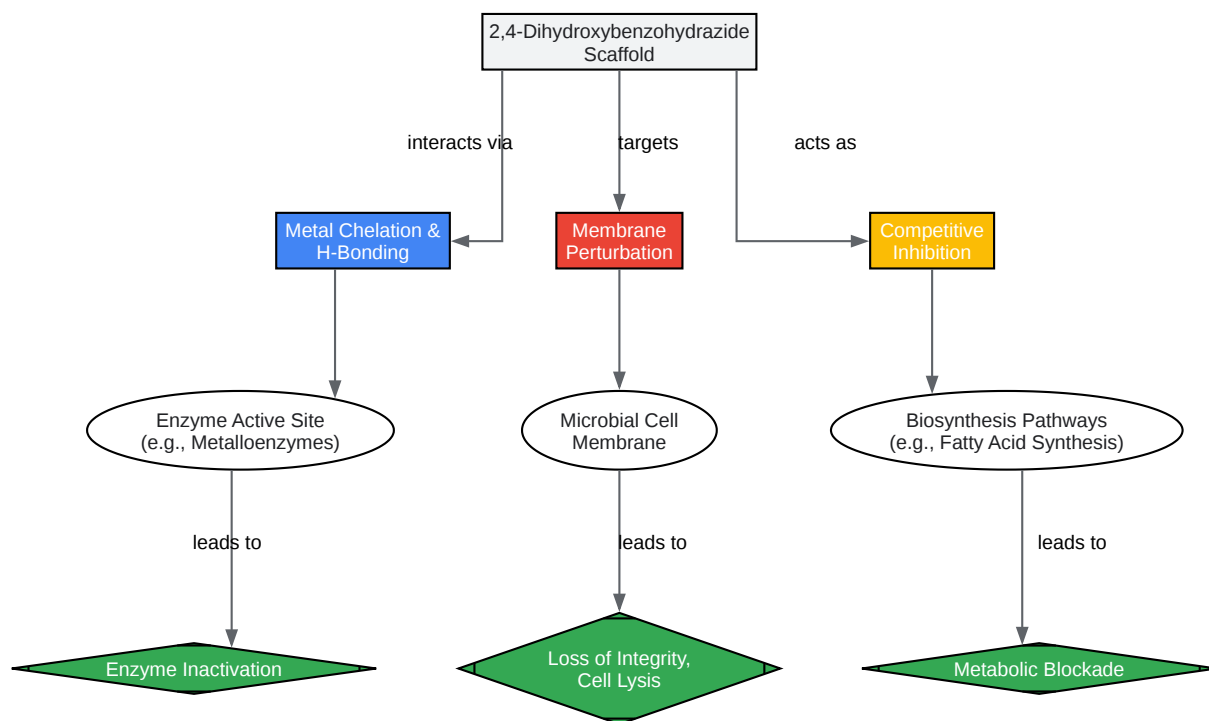 2,4-Dihydroxybenzohydrazide
Scaffold
interacts via
targets
acts as
Metal Chelation &
H-Bonding
Membrane
Perturbation
Competitive
Inhibition
Enzyme Active Site
(e.g., Metalloenzymes)
Microbial Cell
Membrane
Biosynthesis Pathways
(e.g., Fatty Acid Synthesis)
leads to
leads to
leads to
Enzyme Inactivation
Loss of Integrity,
Cell Lysis
Metabolic Blockade